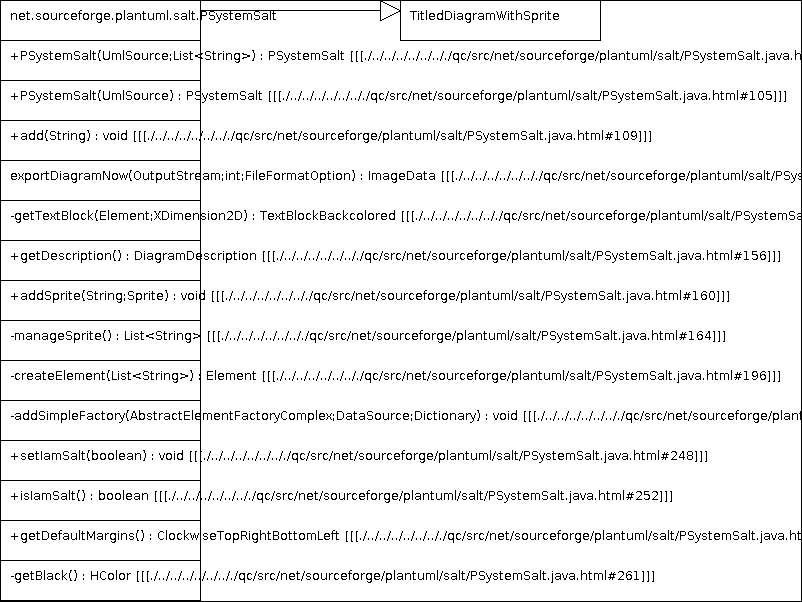 net.sourceforge.plantuml.salt.PSystemSalt
TitledDiagramWithSprite
+PSystemSalt(UmlSource;List<String>) : PSystemSalt [[[./../../../../../../qc/src/net/sourceforge/plantuml/salt/PSystemSalt.java.h
+PSystemSalt(UmlSource) : PSystemSalt [[[./../../../../../../qc/src/net/sourceforge/plantuml/salt/PSystemSalt.java.html#105]]]
+add(String) : void [[[./../../../../../../qc/src/net/sourceforge/plantuml/salt/PSystemSalt.java.html#109]]]
exportDiagramNow(OutputStream;int;FileFormatOption) : ImageData [[[./../../../../../../qc/src/net/sourceforge/plantuml/salt/PSys
-getTextBlock(Element;XDimension2D) : TextBlockBackcolored [[[./../../../../../../qc/src/net/sourceforge/plantuml/salt/PSystemSa
+getDescription() : DiagramDescription [[[./../../../../../../qc/src/net/sourceforge/plantuml/salt/PSystemSalt.java.html#156]]]
+addSprite(String;Sprite) : void [[[./../../../../../../qc/src/net/sourceforge/plantuml/salt/PSystemSalt.java.html#160]]]
-manageSprite() : List<String> [[[./../../../../../../qc/src/net/sourceforge/plantuml/salt/PSystemSalt.java.html#164]]]
-createElement(List<String>) : Element [[[./../../../../../../qc/src/net/sourceforge/plantuml/salt/PSystemSalt.java.html#196]]]
-addSimpleFactory(AbstractElementFactoryComplex;DataSource;Dictionary) : void [[[./../../../../../../qc/src/net/sourceforge/plant
+setIamSalt(boolean) : void [[[./../../../../../../qc/src/net/sourceforge/plantuml/salt/PSystemSalt.java.html#248]]]
+isIamSalt() : boolean [[[./../../../../../../qc/src/net/sourceforge/plantuml/salt/PSystemSalt.java.html#252]]]
+getDefaultMargins() : ClockwiseTopRightBottomLeft [[[./../../../../../../qc/src/net/sourceforge/plantuml/salt/PSystemSalt.java.ht
-getBlack() : HColor [[[./../../../../../../qc/src/net/sourceforge/plantuml/salt/PSystemSalt.java.html#261]]]